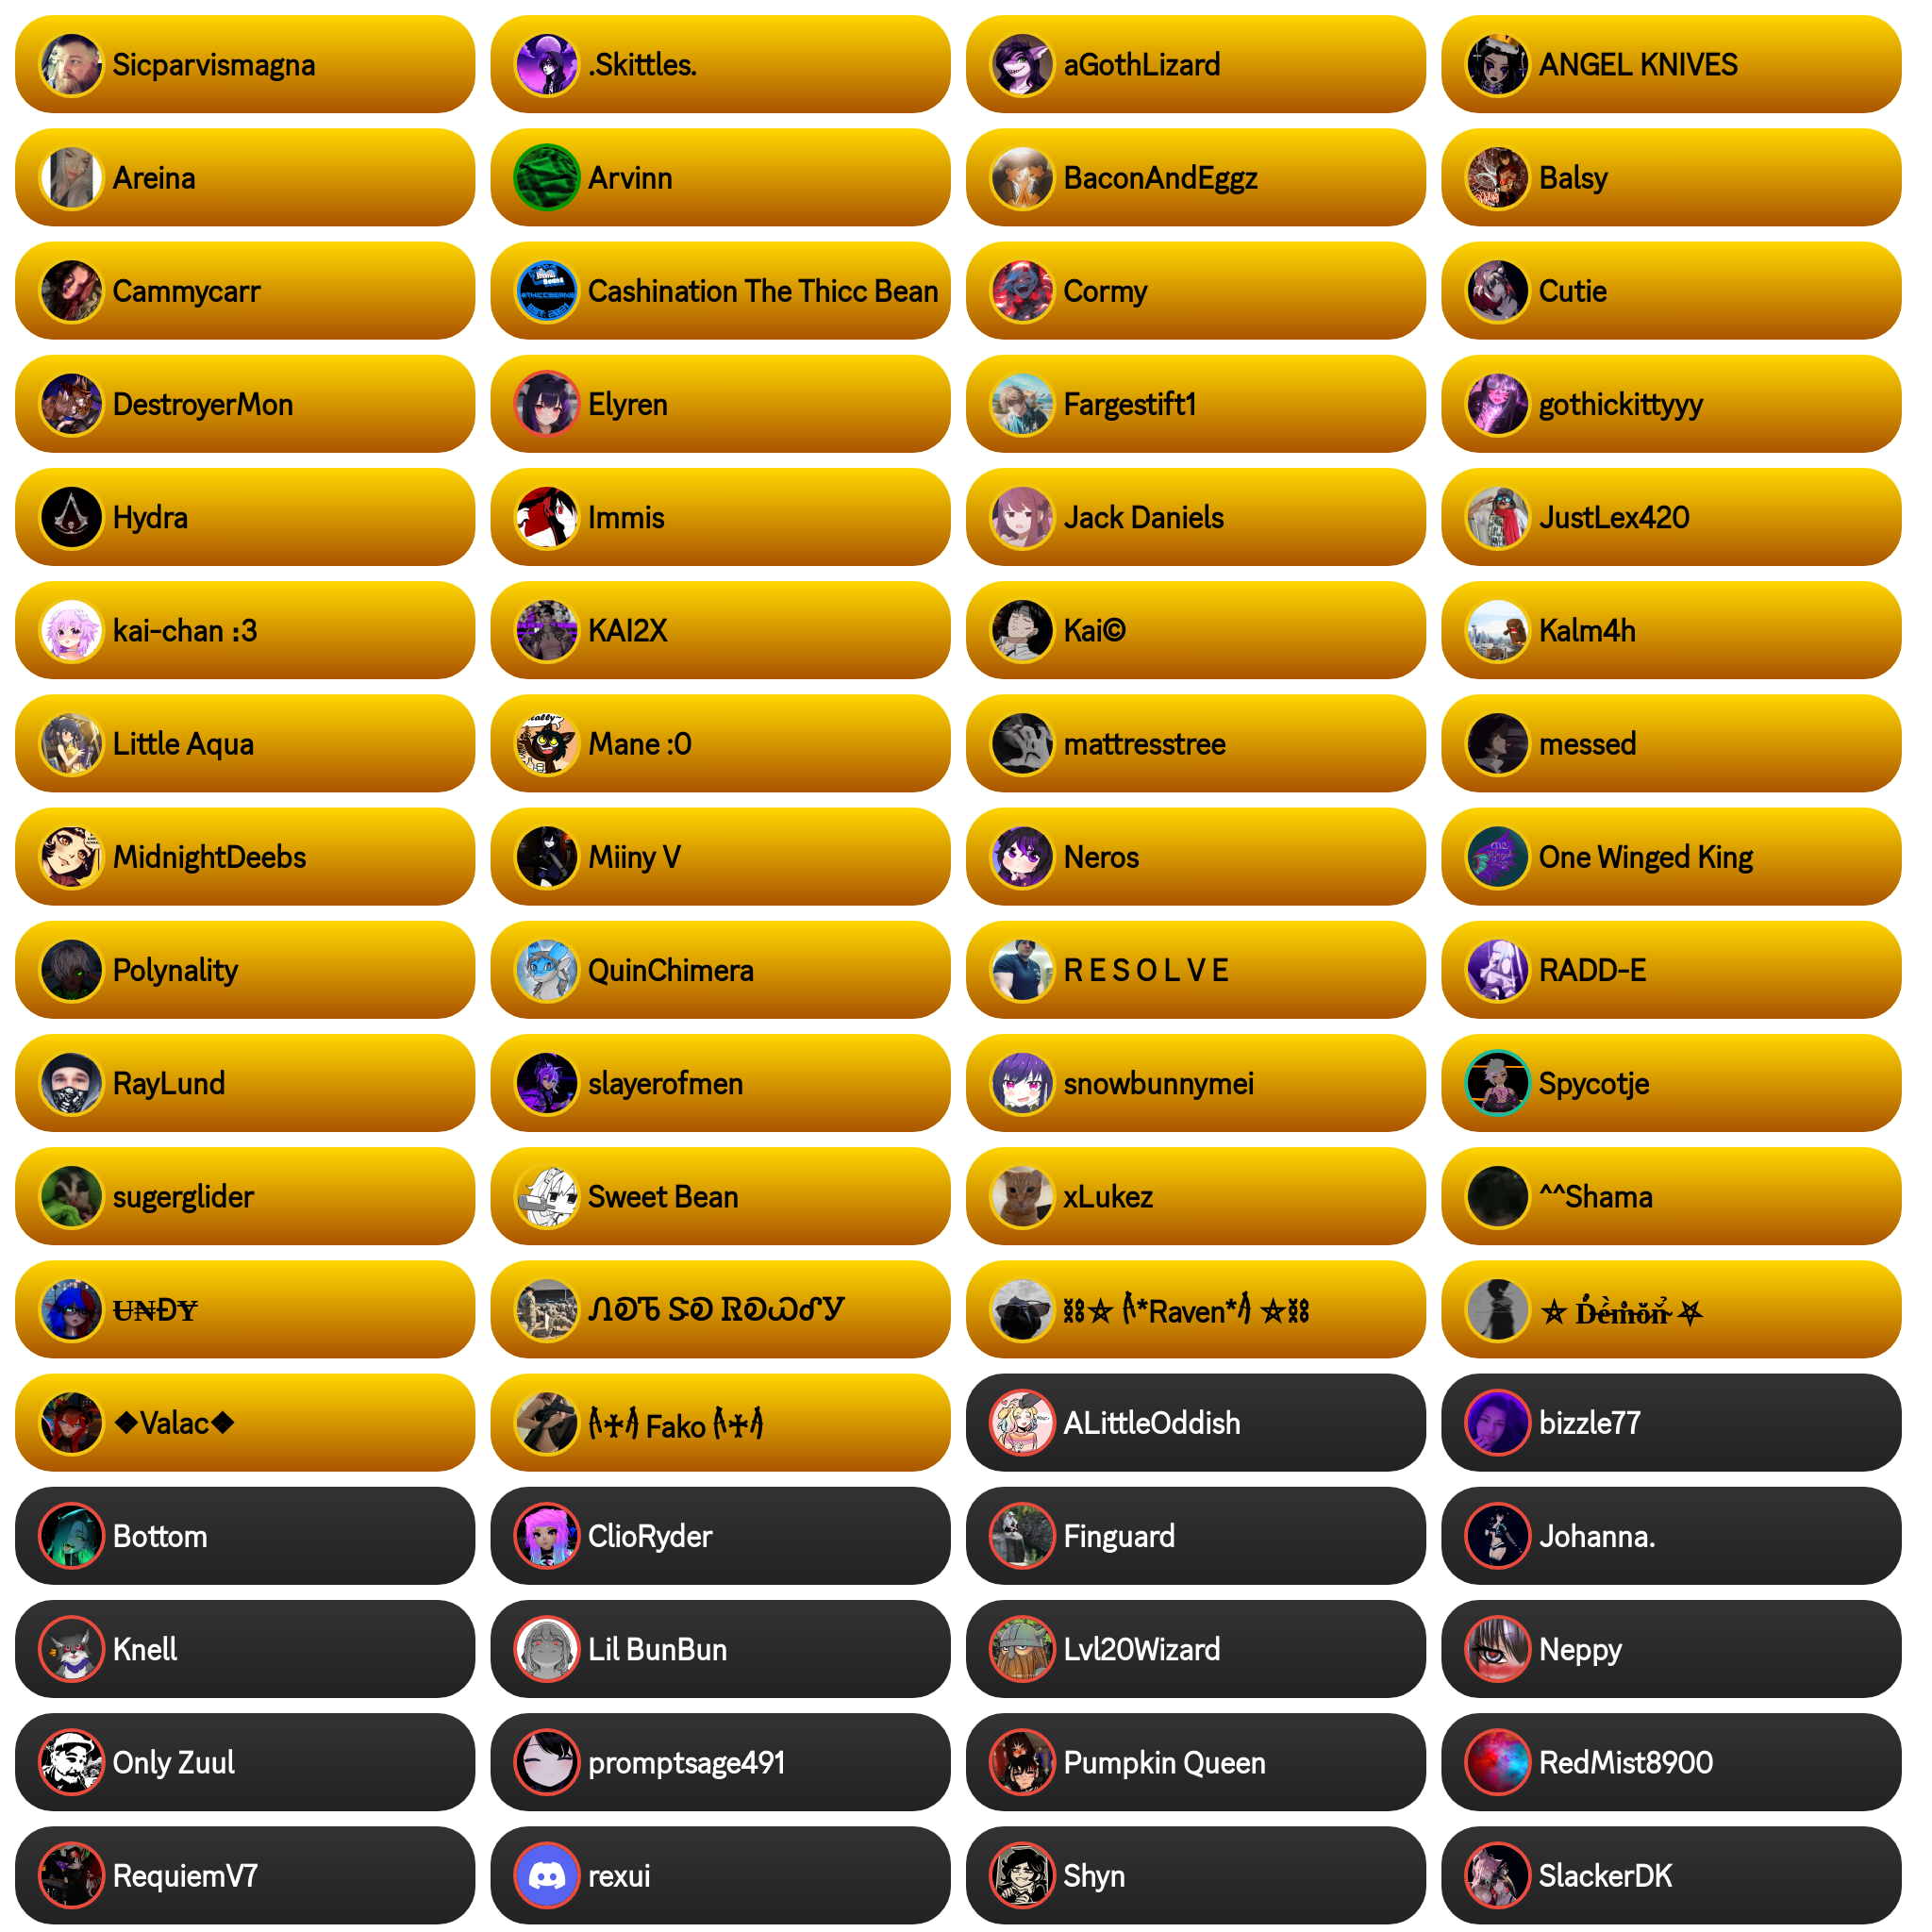 Sicparvismagna
.Skittles.
aGothLizard
ANGEL KNIVES
Areina
Arvinn
BaconAndEggz
Balsy
Cammycarr
Cashination The Thicc Bean
Cormy
Cutie
DestroyerMon
Elyren
Fargestift1
gothickittyyy
Hydra
Immis
Jack Daniels
JustLex420
kai-chan :3
KAI2X
Kai©
Kalm4h
Little Aqua
Mane :0
mattresstree
messed
MidnightDeebs
Miiny V
Neros
One Winged King
Polynality
QuinChimera
R E S O L V E
RADD-E
RayLund
slayerofmen
snowbunnymei
Spycotje
sugerglider
Sweet Bean
xLukez
^^Shama
*Raven*
◆Valac◆
Fako
ALittleOddish
bizzle77
Bottom
ClioRyder
Finguard
Johanna.
Knell
Lil BunBun
Lvl20Wizard
Neppy
Only Zuul
promptsage491
Pumpkin Queen
RedMist8900
RequiemV7
rexui
Shyn
SlackerDK